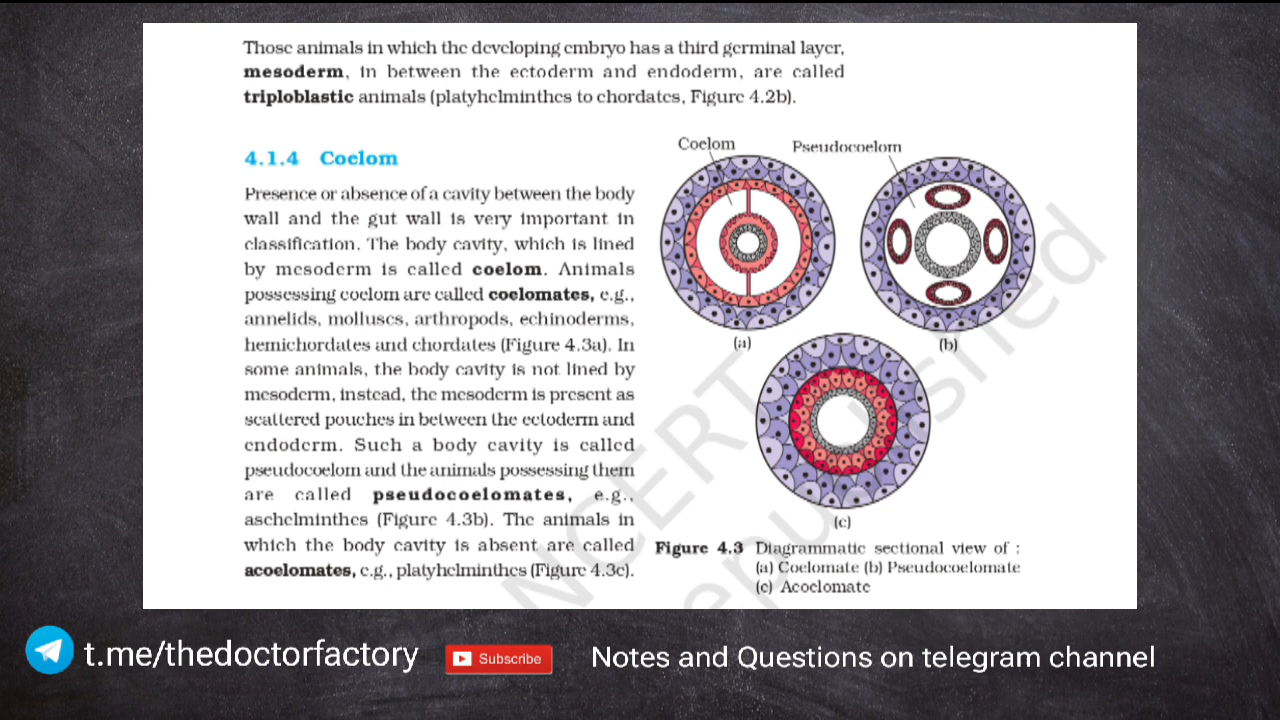 Those animals in which the developing embryo has a third germinal layer,
mesoderm, in between the ectoderm and endoderm, are called
triploblastic animals (platyhelminthes to chordates, Figure 4.2b).
4.1.4 Coelom
Presence or absence of a cavity between the body
wall and the gut wall is very important in
classification. The body cavity, which is lined
by mesoderm is called coelom. Animals
possessing coelom are called coelomates, e.g.,
annelids, molluscs, arthropods, echinoderms,
hemichordates and chordates (Figure 4.3a). In
some animals, the body cavity is not lined by
mesoderm, instead, the mesoderm is present as
scattered pouches in between the ectoderm and
endoderm. Such a body cavity is called
pseudocoelom and the animals possessing them
are called pseudocoelomates, e.g.,
aschelminthes (Figure 4.3b). The animals in
which the body cavity is absent are called
acoelomates, e.g., platyhelminthes (Figure 4.3c).
Coelom
Pseudocoelom
(a)
(b)
(c)
Figure 4.3 Diagrammatic sectional view of :
(a) Coelomate (b) Pseudocoelomate
(c) Acoelomate
NCERT
republished
t.me/thedoctorfactory
Subscribe
Notes and Questions on telegram channel